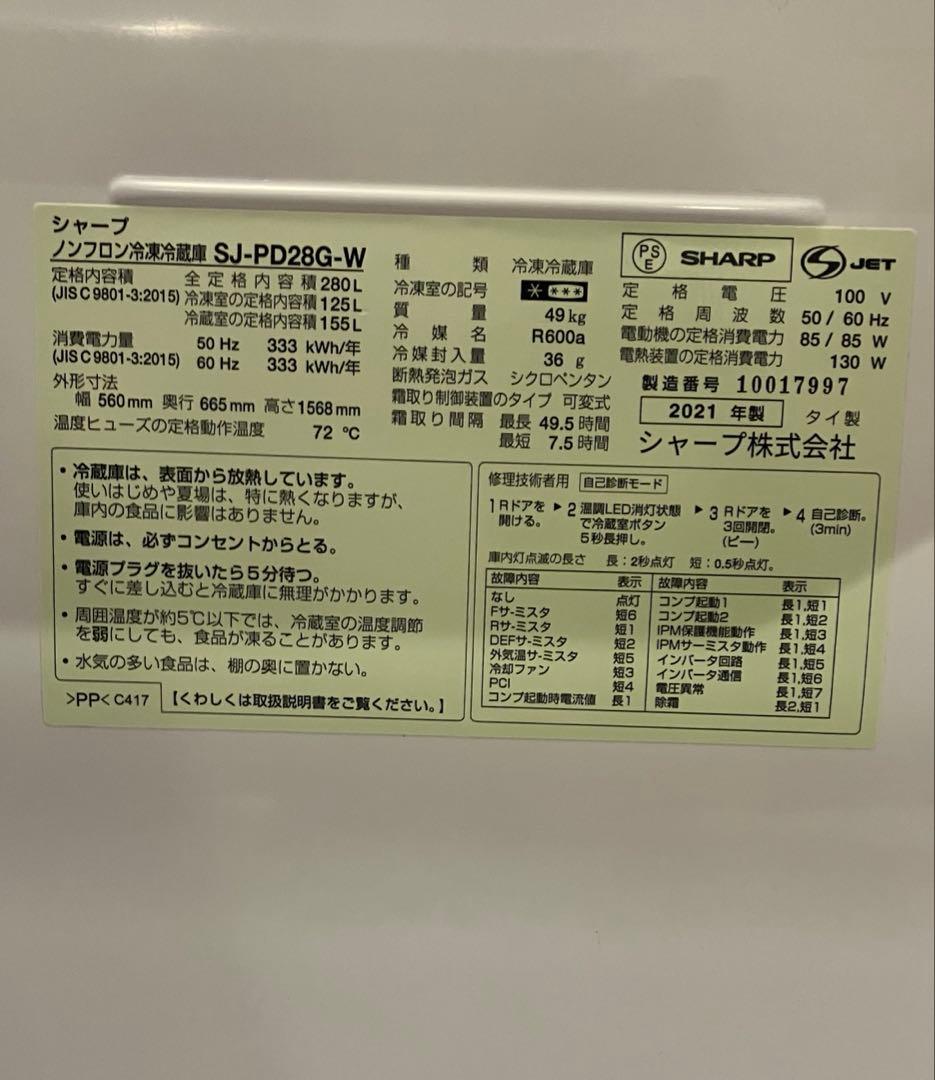 シャープ
ノンフロン冷凍冷蔵庫 SJ-PD28G-W
定格内容積 全定格内容積 280L
(JIS C 9801-3:2015) 冷凍室の定格内容積 125L
冷蔵室の定格内容積 155L
消費電力量 50 Hz 333 kWh/年
(JIS C 9801-3:2015) 60 Hz 333 kWh/年
外形寸法
幅 560mm 奥行 665mm 高さ1568mm
温度ヒューズの定格動作温度 72 ℃
種類 冷凍冷蔵庫
冷凍室の記号 * ***
質量 49kg
冷媒名 R600a
冷媒封入量 36 g
断熱発泡ガス シクロペンタン
霜取り制御装置のタイプ 可変式
霜取り間隔 最長 49.5時間
最短 7.5時間
PSE SHARP S JET
定格電圧 100 V
定格周波数 50 / 60 Hz
電動機の定格消費電力 85 / 85 W
電熱装置の定格消費電力 130 W
製造番号 10017997
2021 年製 タイ製
シャープ株式会社
・冷蔵庫は、表面から放熱しています。
使いはじめや夏場は、特に熱くなりますが、
庫内の食品に影響はありません。
・電源は、必ずコンセントからとる。
・電源プラグを抜いたら5分待つ。
すぐに差し込むと冷蔵庫に無理がかかります。
・周囲温度が約5℃以下では、冷蔵室の温度調節
を弱にしても、食品が凍ることがあります。
・水気の多い食品は、棚の奥に置かない。
>PP< C417 【くわしくは取扱説明書をご覧ください。】
修理技術者用 自己診断モード
1 Rドアを開ける。 ▶ 2 温調LED消灯状態で冷蔵室ボタン5秒長押し。 ▶ 3 Rドアを3回開閉。(ピー) ▶ 4 自己診断。(3min)
庫内灯点滅の長さ 長:2秒点灯 短:0.5秒点灯。
故障内容 表示 故障内容 表示
なし 点灯 コンプ起動1 長1,短1
Fサーミスタ 短6 コンプ起動2 長1,短2
Rサーミスタ 短1 IPM保護機能動作 長1,短3
DEFサーミスタ 短2 IPMサーミスタ動作 長1,短4
外気温サーミスタ 短5 インバータ回路 長1,短5
冷却ファン 短3 インバータ通信 長1,短6
PCI 短4 電圧異常 長1,短7
コンプ起動時電流値 長1 除霜 長2,短1